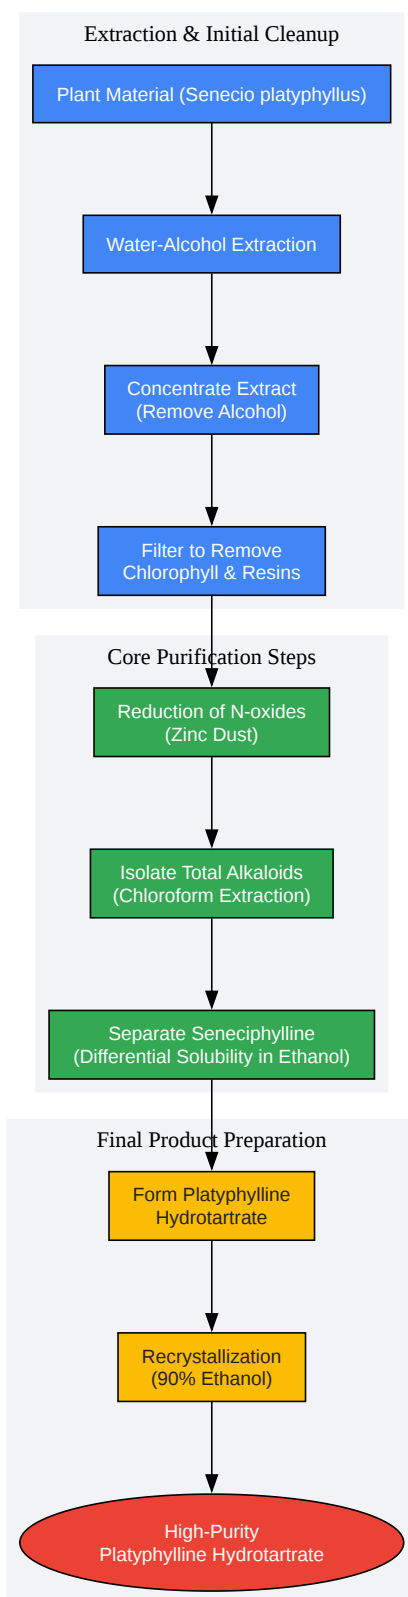 Extraction & Initial Cleanup
Plant Material (Senecio platyphyllus)
Water-Alcohol Extraction
Concentrate Extract
(Remove Alcohol)
Filter to Remove
Chlorophyll & Resins
Core Purification Steps
Reduction of N-oxides
(Zinc Dust)
Isolate Total Alkaloids
(Chloroform Extraction)
Separate Seneciphylline
(Differential Solubility in Ethanol)
Final Product Preparation
Form Platyphylline
Hydrotartrate
Recrystallization
(90% Ethanol)
High-Purity
Platyphylline Hydrotartrate